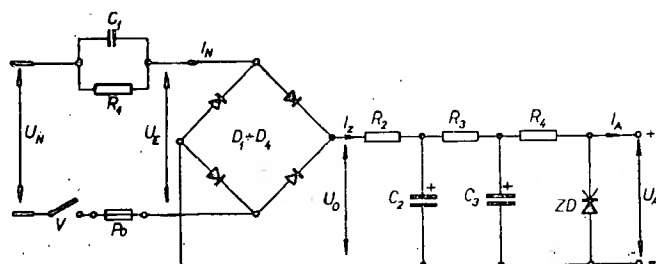 C1
R1
IN
UN
UE
D1÷D4
V
Po
IZ
R2
R3
R4
IA
U0
C2
+
C3
+
ZD
+
UA
−